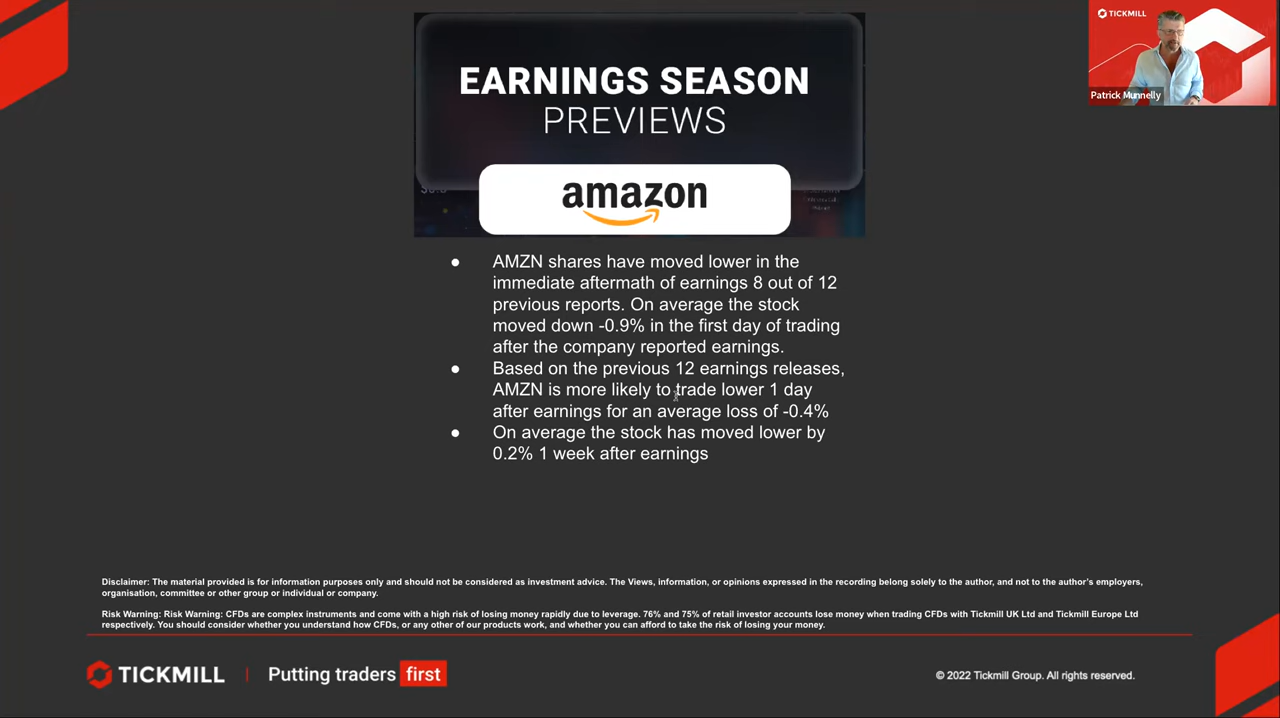 EARNINGS SEASON
PREVIEWS
amazon
TICKMILL
Patrick Munnelly
● AMZN shares have moved lower in the
immediate aftermath of earnings 8 out of 12
previous reports. On average the stock
moved down -0.9% in the first day of trading
after the company reported earnings.
● Based on the previous 12 earnings releases,
AMZN is more likely to trade lower 1 day
after earnings for an average loss of -0.4%
● On average the stock has moved lower by
0.2% 1 week after earnings
Disclaimer: The material provided is for information purposes only and should not be considered as investment advice. The Views, information, or opinions expressed in the recording belong solely to the author, and not to the author's employers,
organisation, committee or other group or individual or company.
Risk Warning: Risk Warning: CFDs are complex instruments and come with a high risk of losing money rapidly due to leverage. 76% and 75% of retail investor accounts lose money when trading CFDs with Tickmill UK Ltd and Tickmill Europe Ltd
respectively. You should consider whether you understand how CFDs, or any other of our products work, and whether you can afford to take the risk of losing your money.
TICKMILL | Putting traders first
© 2022 Tickmill Group. All rights reserved.